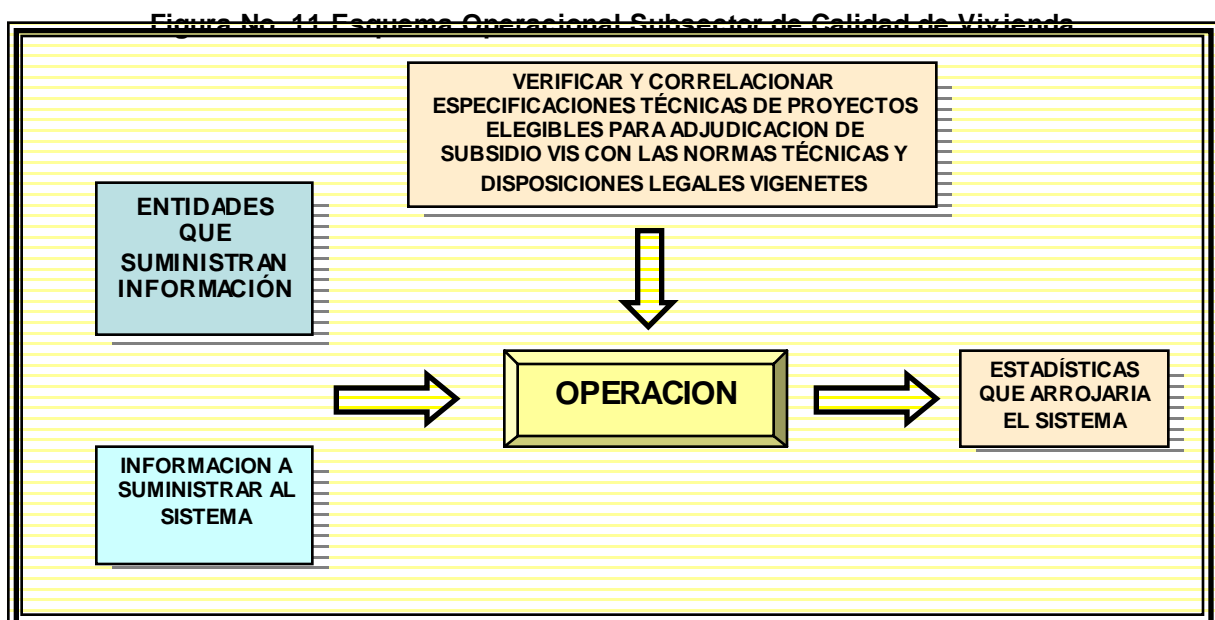 Figura No. 11 Esquema Operacional Subsector de Calidad de Vivienda
VERIFICAR Y CORRELACIONAR
ESPECIFICACIONES TÉCNICAS DE PROYECTOS
ELEGIBLES PARA ADJUDICACION DE
SUBSIDIO VIS CON LAS NORMAS TÉCNICAS Y
DISPOSICIONES LEGALES VIGENETES
ENTIDADES
QUE
SUMINISTRAN
INFORMACIÓN
OPERACION
ESTADÍSTICAS
QUE ARROJARIA
EL SISTEMA
INFORMACION A
SUMINISTRAR AL
SISTEMA